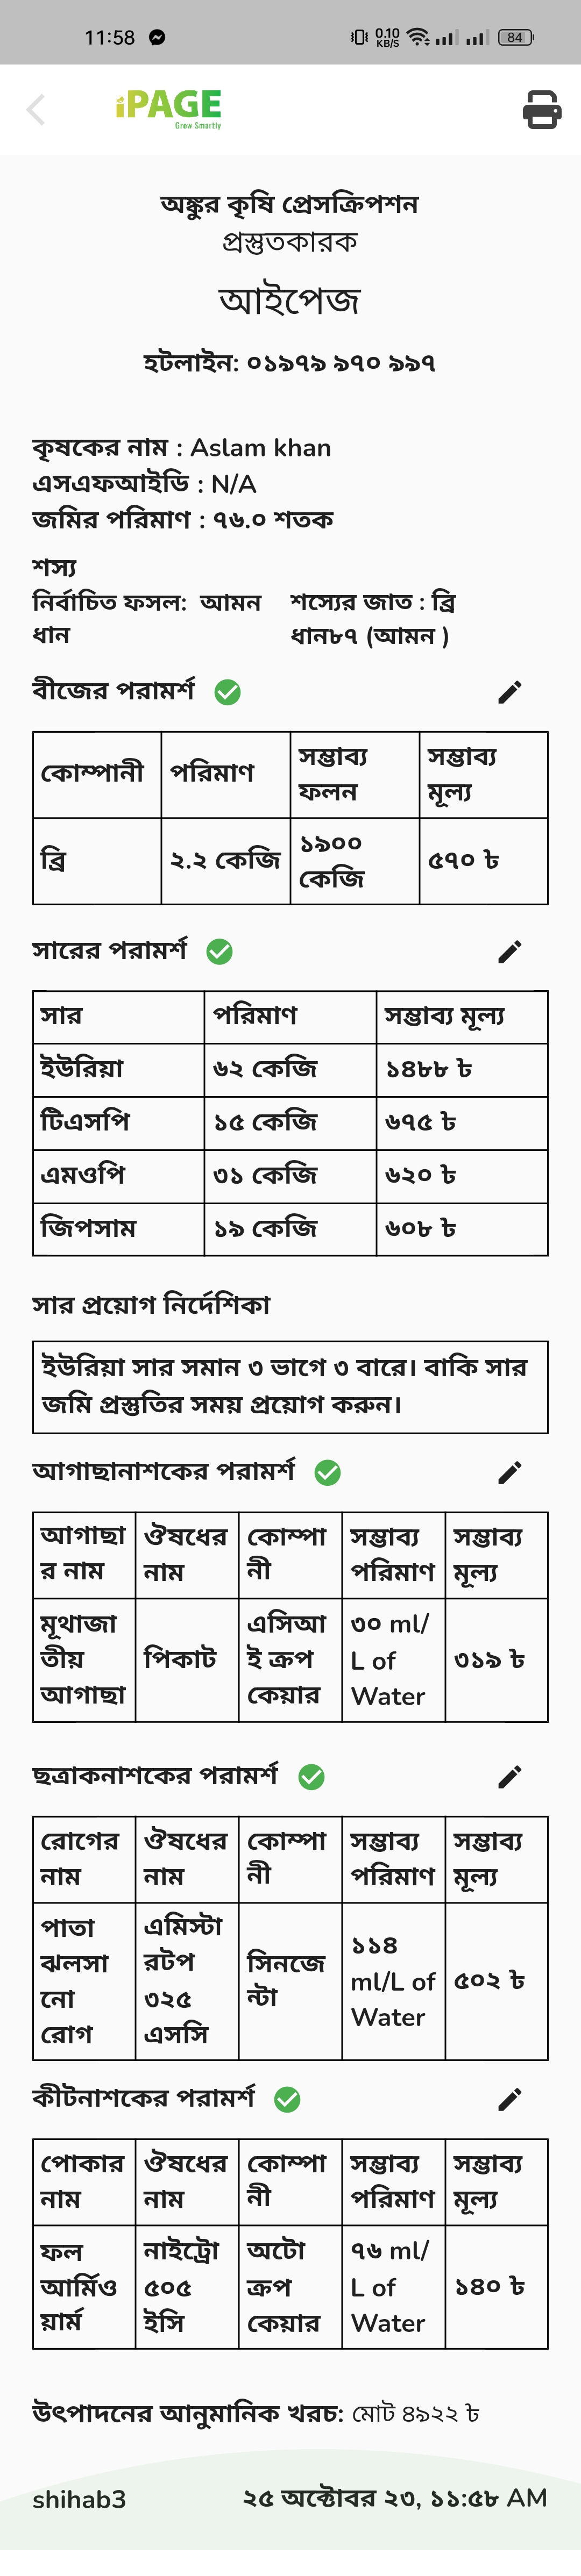 11:58 0.10 KB/S 84
iPAGE
Grow Smartly
অঙ্কুর কৃষি প্রেসক্রিপশন
প্রস্তুতকারক
আইপেজ
হটলাইন: ০১৯৭৯ ৯৭০ ৯৯৭
কৃষকের নাম : Aslam khan
এসএফআইডি : N/A
জমির পরিমাণ : ৭৬.০ শতক
শস্য
নির্বাচিত ফসল: আমন ধান
শস্যের জাত : ব্রি ধান৮৭ (আমন )
বীজের পরামর্শ
কোম্পানী পরিমাণ সম্ভাব্য ফলন সম্ভাব্য মূল্য
ব্রি ২.২ কেজি ১৯০০ কেজি ৫৭০ ৳
সারের পরামর্শ
সার পরিমাণ সম্ভাব্য মূল্য
ইউরিয়া ৬২ কেজি ১৪৮৮ ৳
টিএসপি ১৫ কেজি ৬৭৫ ৳
এমওপি ৩১ কেজি ৬২০ ৳
জিপসাম ১৯ কেজি ৬০৮ ৳
সার প্রয়োগ নির্দেশিকা
ইউরিয়া সার সমান ৩ ভাগে ৩ বারে। বাকি সার
জমি প্রস্তুতির সময় প্রয়োগ করুন।
আগাছানাশকের পরামর্শ
আগাছার নাম ঔষধের নাম কোম্পানী সম্ভাব্য পরিমাণ সম্ভাব্য মূল্য
মূথাজাতীয় আগাছা পিকাট এসিআই ক্রপ কেয়ার ৩০ ml/L of Water ৩১৯ ৳
ছত্রাকনাশকের পরামর্শ
রোগের নাম ঔষধের নাম কোম্পানী সম্ভাব্য পরিমাণ সম্ভাব্য মূল্য
পাতা ঝলসানো রোগ এমিস্টারটপ ৩২৫ এসসি সিনজেন্টা ১১৪ ml/L of Water ৫০২ ৳
কীটনাশকের পরামর্শ
পোকার নাম ঔষধের নাম কোম্পানী সম্ভাব্য পরিমাণ সম্ভাব্য মূল্য
ফল আর্মিওয়ার্ম নাইট্রো ৫০৫ ইসি অটো ক্রপ কেয়ার ৭৬ ml/L of Water ১৪০ ৳
উৎপাদনের আনুমানিক খরচ: মোট ৪৯২২ ৳
shihab3 ২৫ অক্টোবর ২৩, ১১:৫৮ AM